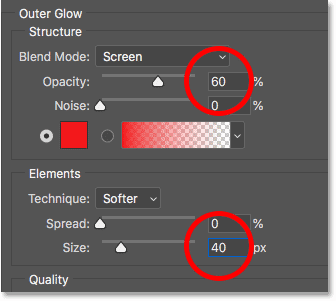 Outer Glow
Structure
Blend Mode: Screen
Opacity: 60 %
Noise: 0 %
Elements
Technique: Softer
Spread: 0 %
Size: 40 px
Quality